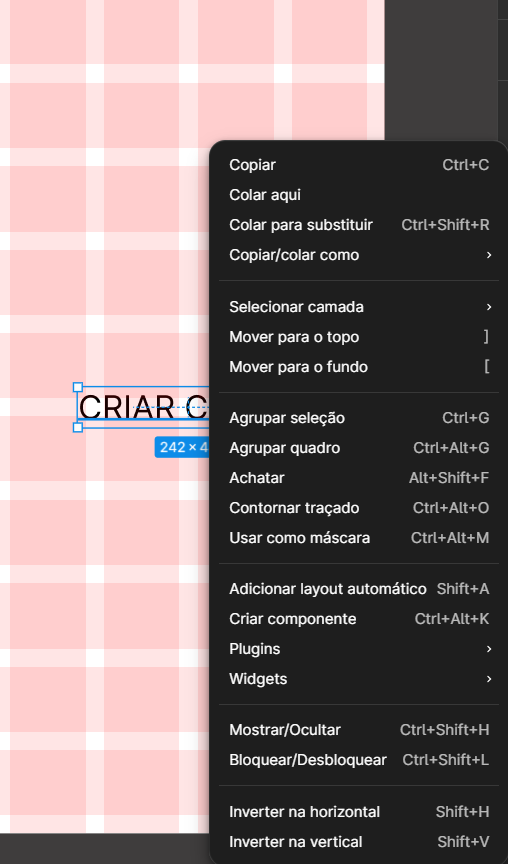 Copiar Ctrl+C
Colar aqui
Colar para substituir Ctrl+Shift+R
Copiar/colar como
Selecionar camada
Mover para o topo ]
Mover para o fundo [
CRIAR C
Agrupar seleção Ctrl+G
242 × 4
Agrupar quadro Ctrl+Alt+G
Achatar Alt+Shift+F
Contornar traçado Ctrl+Alt+O
Usar como máscara Ctrl+Alt+M
Adicionar layout automático Shift+A
Criar componente Ctrl+Alt+K
Plugins
Widgets
Mostrar/Ocultar Ctrl+Shift+H
Bloquear/Desbloquear Ctrl+Shift+L
Inverter na horizontal Shift+H
Inverter na vertical Shift+V